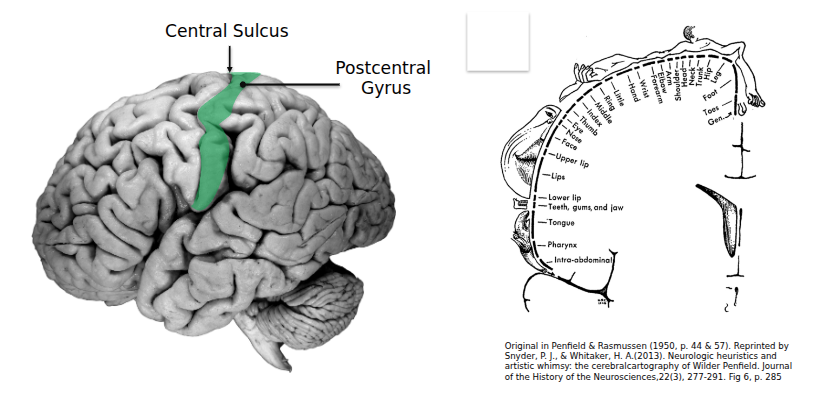 Central Sulcus
Postcentral
Gyrus
Intra-abdominal
Pharynx
Tongue
Teeth, gums, and jaw
Lower lip
Lips
Upper lip
Face
Nose
Eye
Thumb
Index
Middle
Ring
Little
Hand
Wrist
Forearm
Elbow
Arm
Shoulder
Head
Neck
Trunk
Hip
Leg
Foot
Toes
Gen.
Original in Penfield & Rasmussen (1950, p. 44 & 57). Reprinted by
Snyder, P. J., & Whitaker, H. A.(2013). Neurologic heuristics and
artistic whimsy: the cerebralcartography of Wilder Penfield. Journal
of the History of the Neurosciences,22(3), 277-291. Fig 6, p. 285